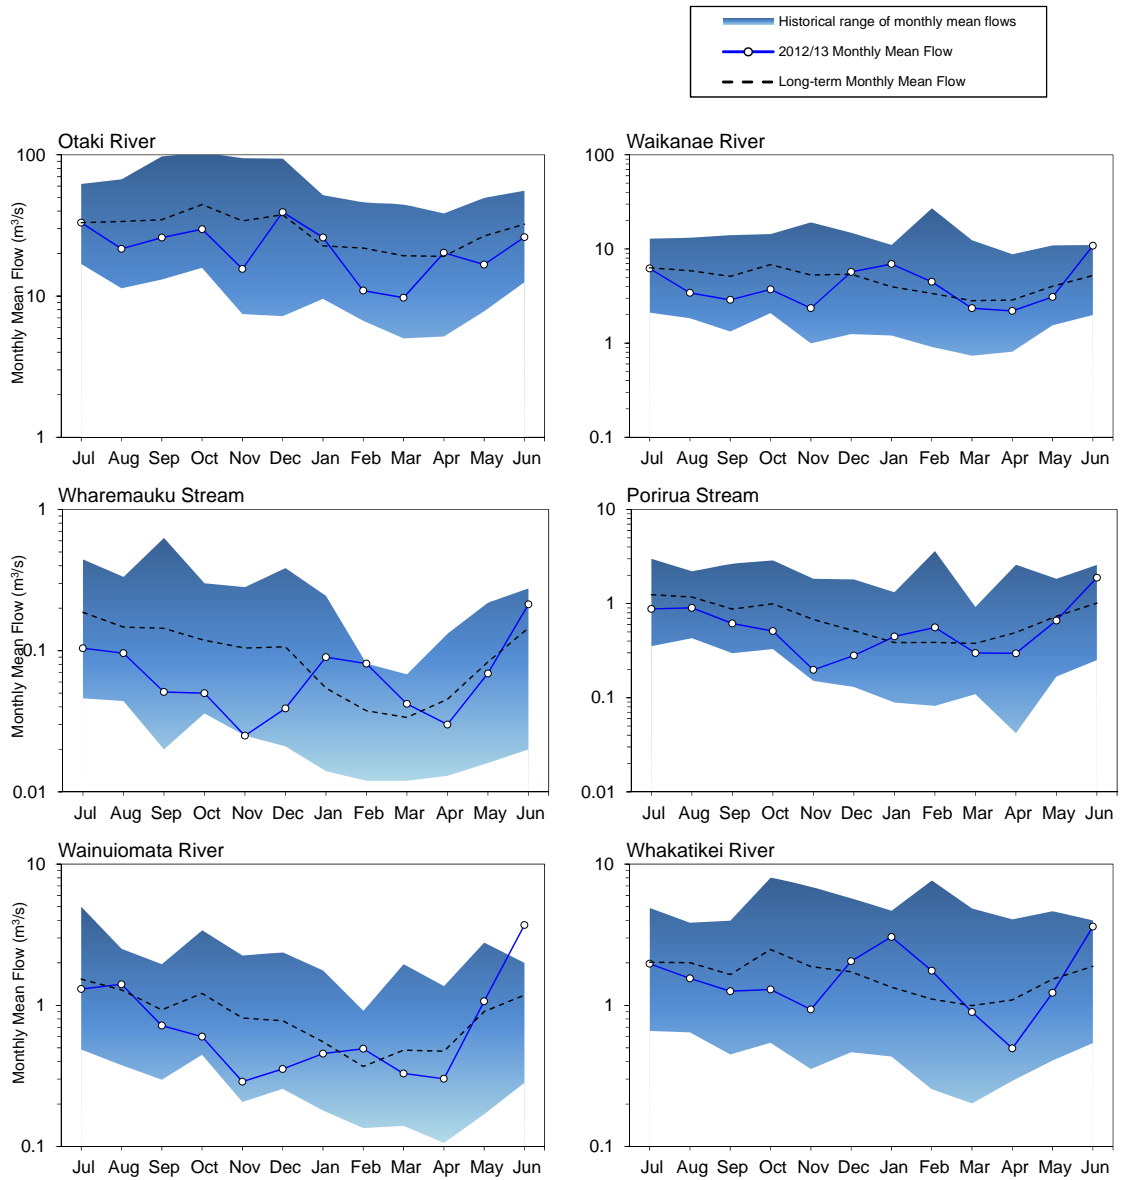 Historical range of monthly mean flows
2012/13 Monthly Mean Flow
Long-term Monthly Mean Flow
Otaki River
Monthly Mean Flow (m³/s)
100
10
1
Jul Aug Sep Oct Nov Dec Jan Feb Mar Apr May Jun
Waikanae River
100
10
1
0.1
Jul Aug Sep Oct Nov Dec Jan Feb Mar Apr May Jun
Wharemauku Stream
Monthly Mean Flow (m³/s)
1
0.1
0.01
Jul Aug Sep Oct Nov Dec Jan Feb Mar Apr May Jun
Porirua Stream
10
1
0.1
0.01
Jul Aug Sep Oct Nov Dec Jan Feb Mar Apr May Jun
Wainuiomata River
Monthly Mean Flow (m³/s)
10
1
0.1
Jul Aug Sep Oct Nov Dec Jan Feb Mar Apr May Jun
Whakatikei River
10
1
0.1
Jul Aug Sep Oct Nov Dec Jan Feb Mar Apr May Jun